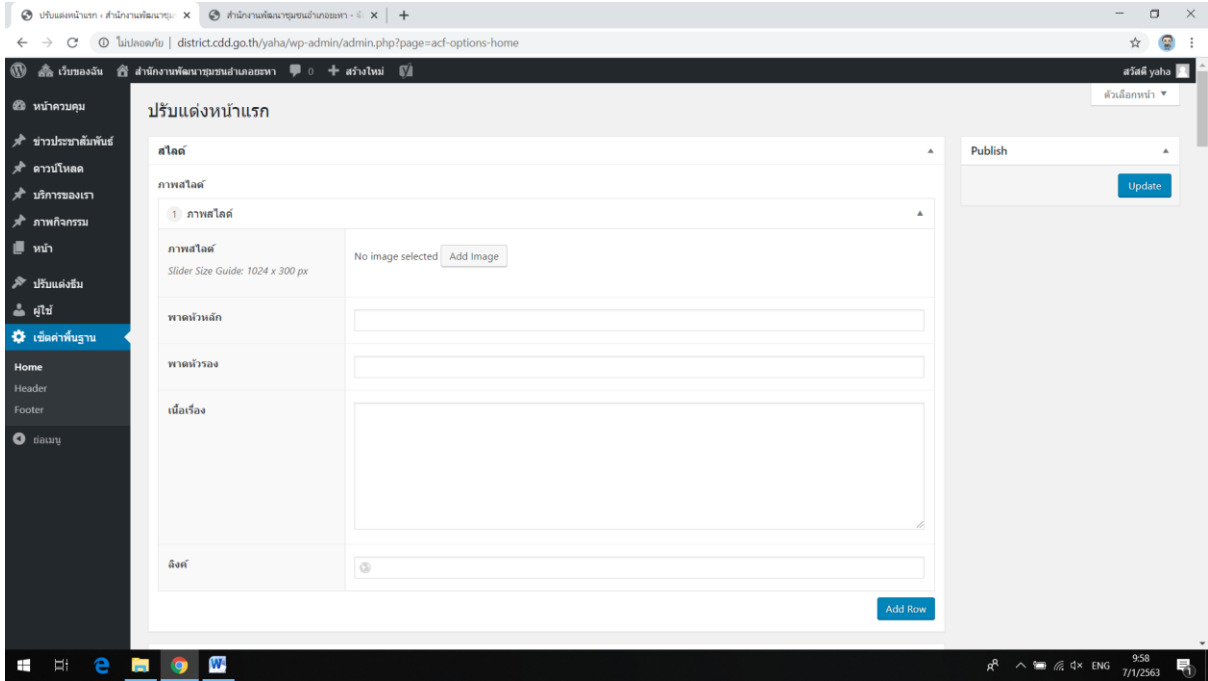 ปรับแต่งหน้าแรก ‹ สำนักงานพัฒนาชุม
สำนักงานพัฒนาชุมชนอำเภอยะหา -
ไม่ปลอดภัย | district.cdd.go.th/yaha/wp-admin/admin.php?page=acf-options-home
เว็บของฉัน สำนักงานพัฒนาชุมชนอำเภอยะหา 0 + สร้างใหม่
สวัสดี yaha
ตัวเลือกหน้า ▼
หน้าควบคุม
ข่าวประชาสัมพันธ์
ดาวน์โหลด
บริการของเรา
ภาพกิจกรรม
หน้า
ปรับแต่งธีม
ผู้ใช้
เซ็ตค่าพื้นฐาน
Home
Header
Footer
ย่อเมนู
ปรับแต่งหน้าแรก
สไลด์
ภาพสไลด์
1 ภาพสไลด์
ภาพสไลด์
Slider Size Guide: 1024 x 300 px
No image selected Add Image
พาดหัวหลัก
พาดหัวรอง
เนื้อเรื่อง
ลิงค์
Add Row
Publish
Update
ENG
9:58
7/1/2563